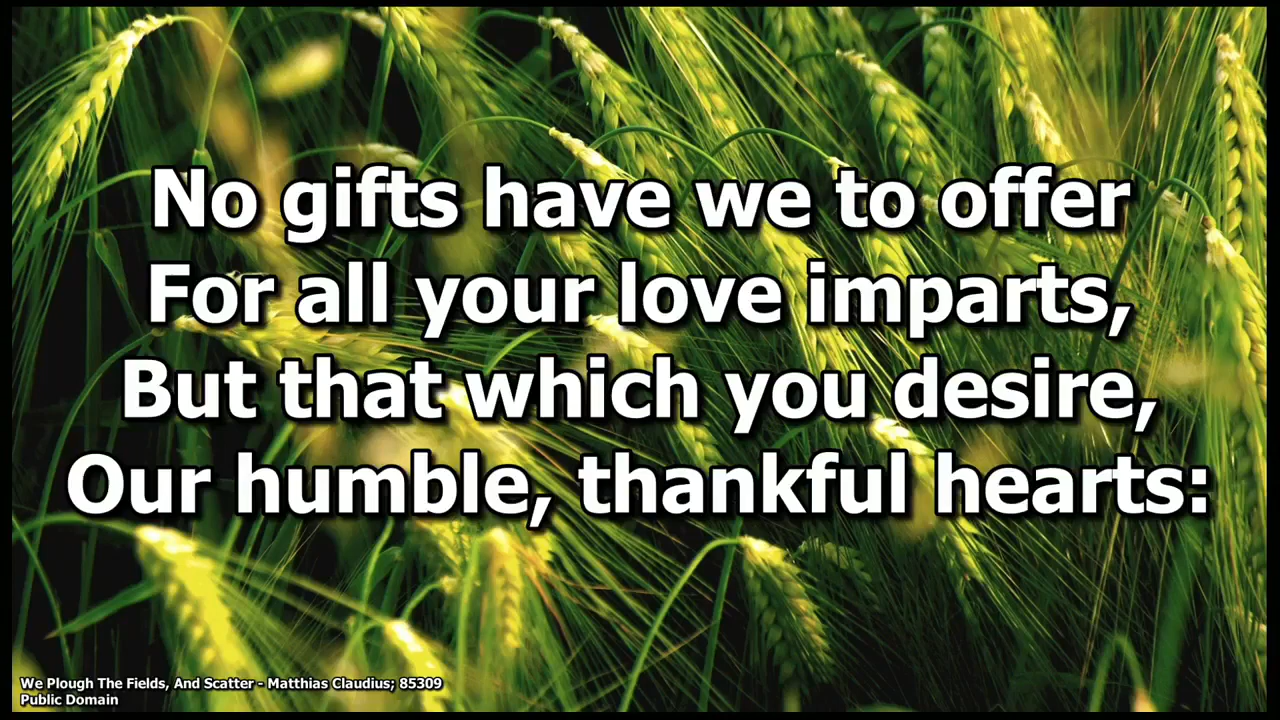 No gifts have we to offer
For all your love imparts,
But that which you desire,
Our humble, thankful hearts:
We Plough The Fields, And Scatter - Matthias Claudius; 85309
Public Domain